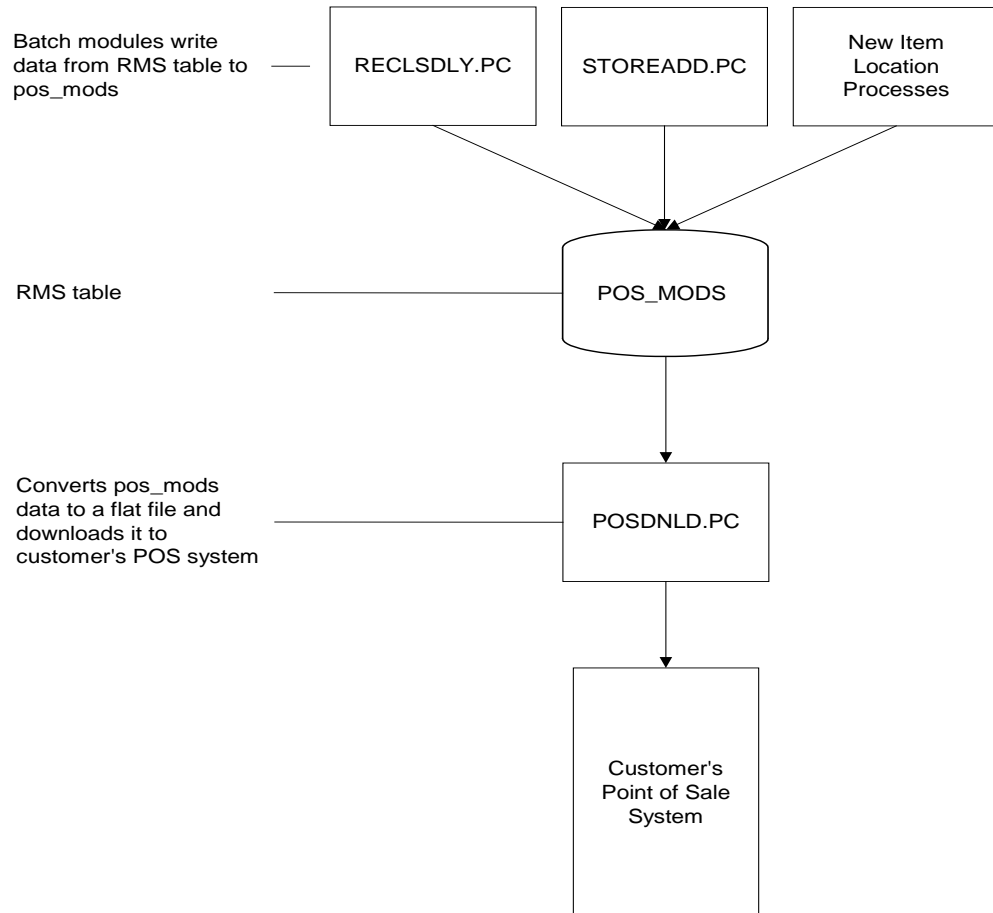 Batch modules write
data from RMS table to
pos_mods
RECLSDLY.PC
STOREADD.PC
New Item
Location
Processes
RMS table
POS_MODS
Converts pos_mods
data to a flat file and
downloads it to
customer's POS system
POSDNLD.PC
Customer's
Point of Sale
System